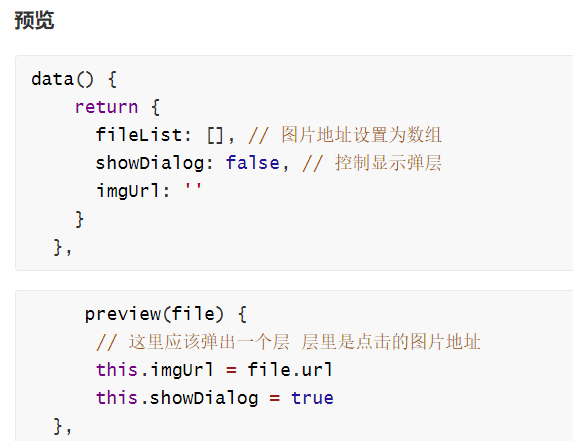 预览
data() {
    return {
      fileList: [], // 图片地址设置为数组
      showDialog: false, // 控制显示弹层
      imgUrl: ''
    }
  },
     preview(file) {
      // 这里应该弹出一个层 层里是点击的图片地址
      this.imgUrl = file.url
      this.showDialog = true
  },